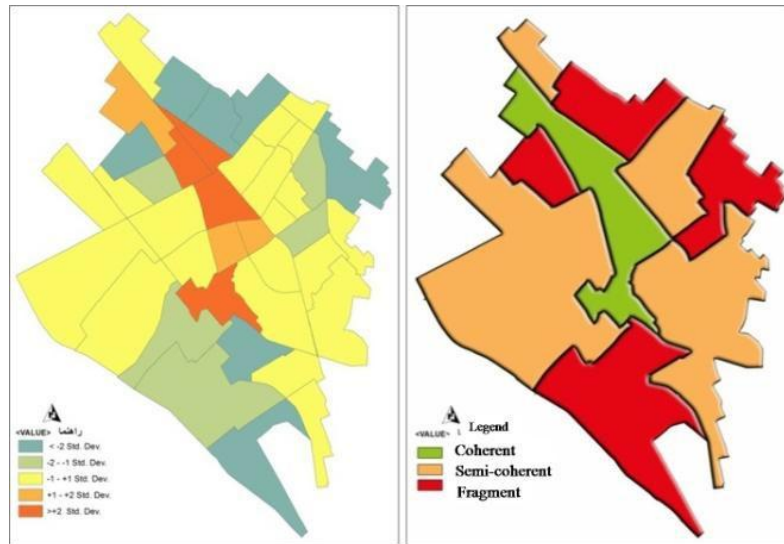 <VALUE> راهنما
< -2 Std. Dev.
-2 - -1 Std. Dev.
-1 - +1 Std. Dev.
+1 - +2 Std. Dev.
>+2 Std. Dev.
<VALUE> Legend
Coherent
Semi-coherent
Fragment